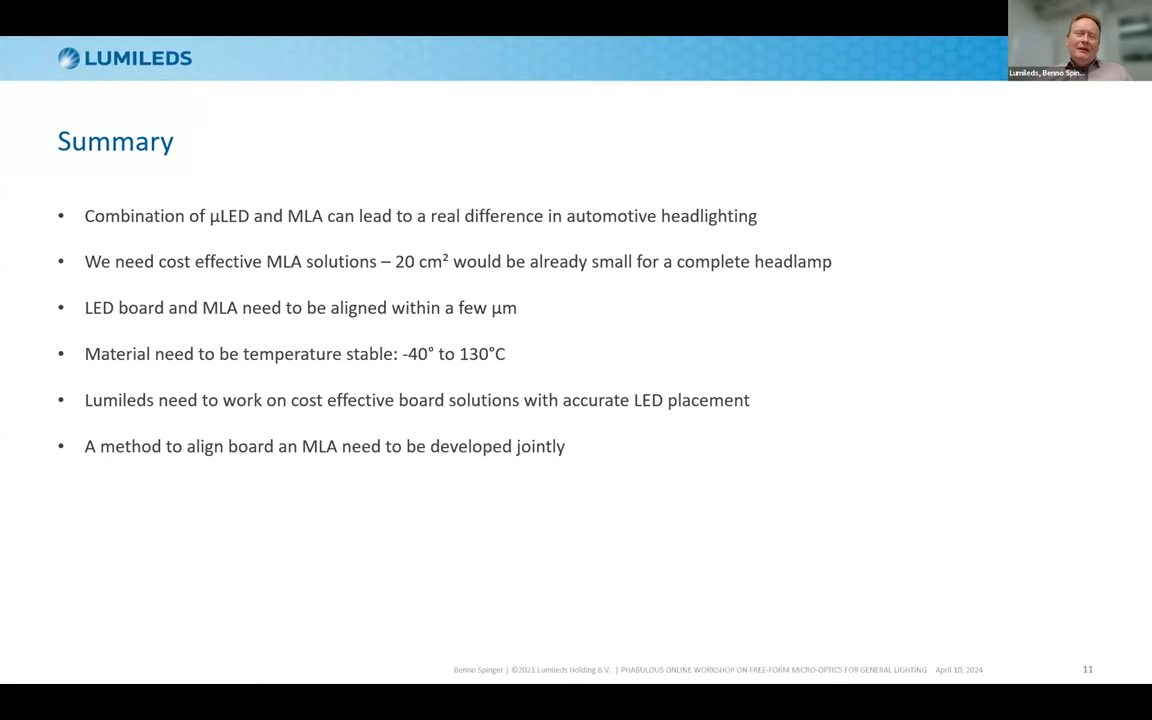 LUMILEDS
Lumileds, Benno Spin...
Summary
• Combination of µLED and MLA can lead to a real difference in automotive headlighting
• We need cost effective MLA solutions – 20 cm² would be already small for a complete headlamp
• LED board and MLA need to be aligned within a few µm
• Material need to be temperature stable: -40° to 130°C
• Lumileds need to work on cost effective board solutions with accurate LED placement
• A method to align board an MLA need to be developed jointly
Benno Spinger | ©2021 Lumileds Holding B.V. | PHABULOUS ONLINE WORKSHOP ON FREE-FORM MICRO-OPTICS FOR GENERAL LIGHTING April 10, 2024 11